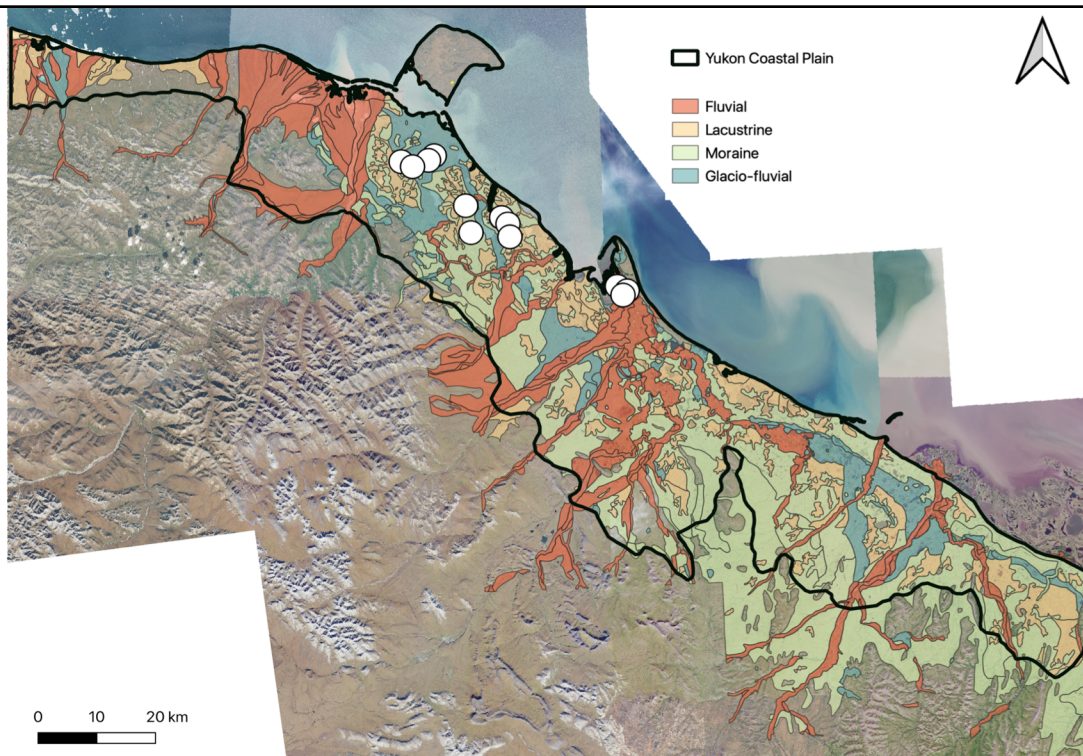 Yukon Coastal Plain
Fluvial
Lacustrine
Moraine
Glacio-fluvial
0 10 20 km